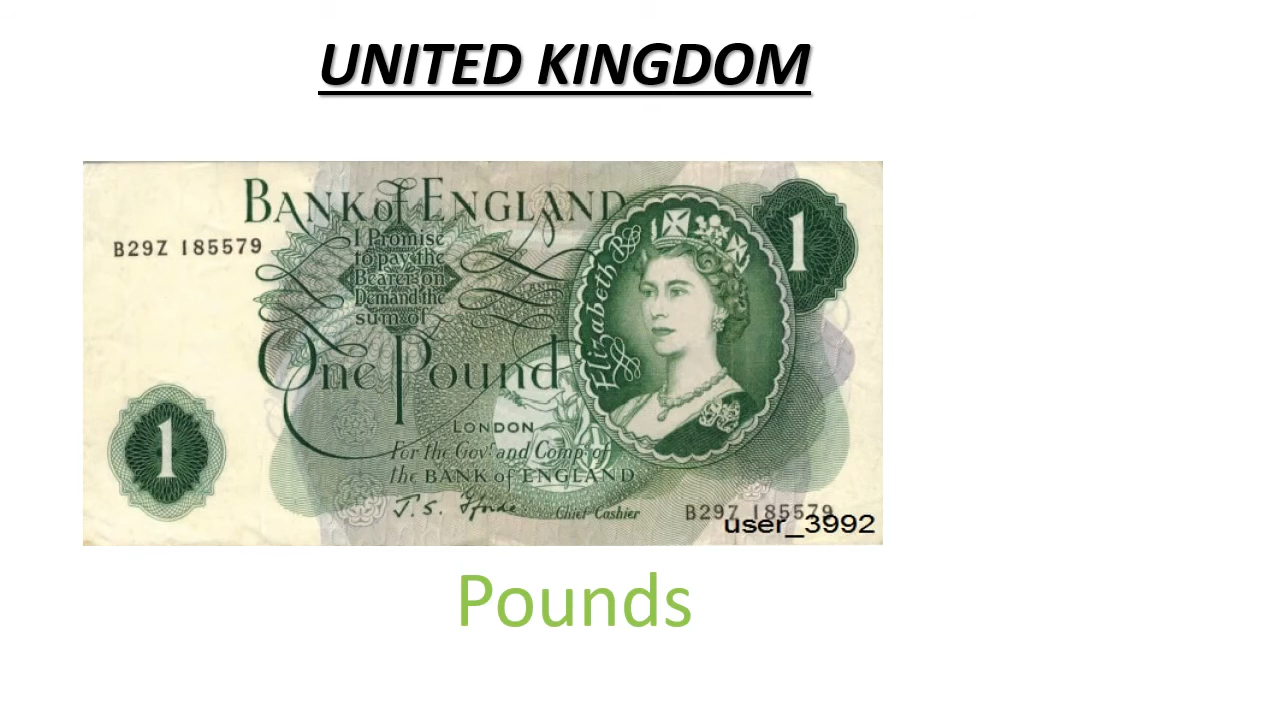 UNITED KINGDOM
BANK of ENGLAND
B29Z 185579
I Promise
to pay the
Bearer on
Demand the
sum of
One Pound
LONDON
For the Govr. and Compa. of
the BANK of ENGLAND
J. S. Fforde
Chief Cashier
Elizabeth R
1
1
B29Z 185579
user_3992
Pounds